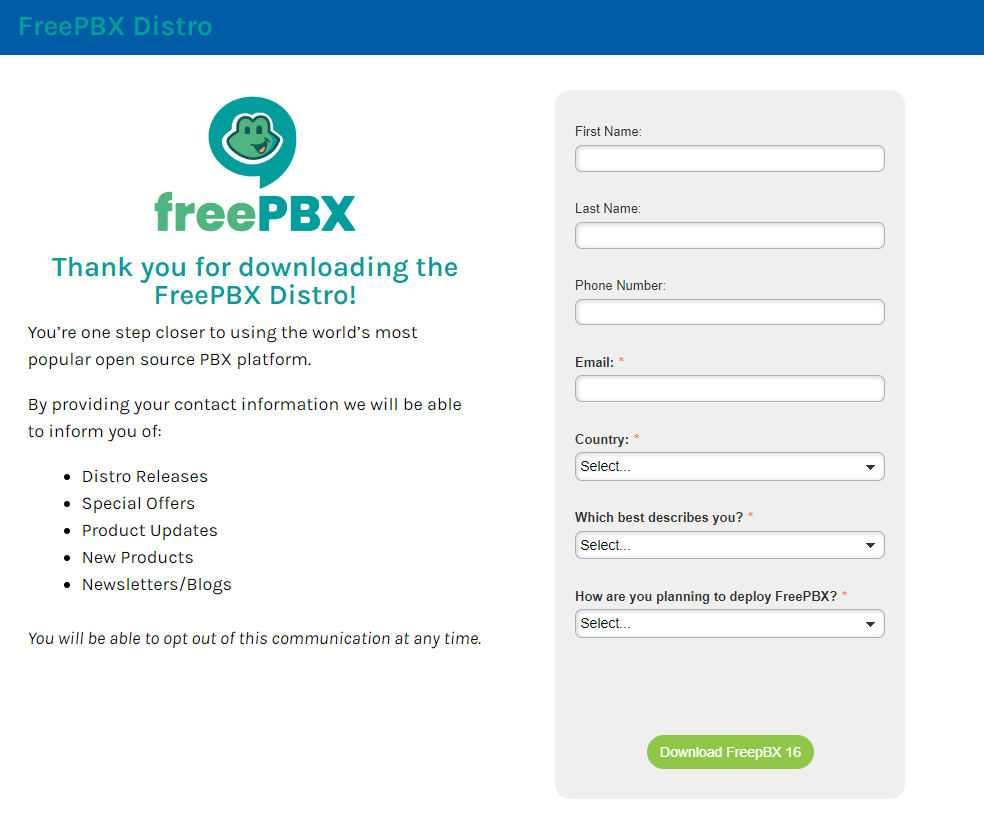 FreePBX Distro
freePBX
Thank you for downloading the
FreePBX Distro!
You’re one step closer to using the world’s most
popular open source PBX platform.
By providing your contact information we will be able
to inform you of:
• Distro Releases
• Special Offers
• Product Updates
• New Products
• Newsletters/Blogs
You will be able to opt out of this communication at any time.
First Name:
Last Name:
Phone Number:
Email: *
Country: *
Select...
Which best describes you? *
Select...
How are you planning to deploy FreePBX? *
Select...
Download FreepBX 16